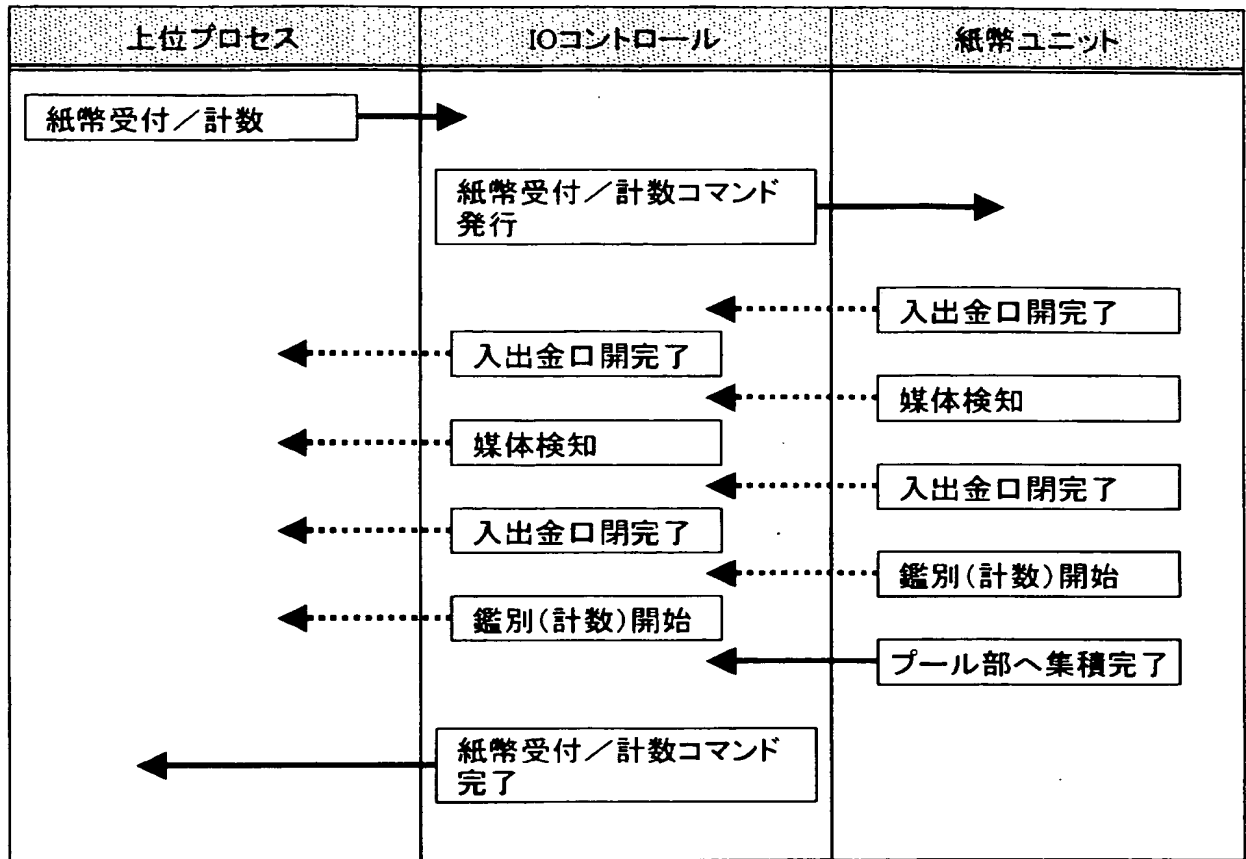 上位プロセス
IOコントロール
紙幣ユニット
紙幣受付／計数
紙幣受付／計数コマンド
発行
入出金口開完了
入出金口開完了
媒体検知
媒体検知
入出金口閉完了
入出金口閉完了
鑑別(計数)開始
鑑別(計数)開始
プール部へ集積完了
紙幣受付／計数コマンド
完了